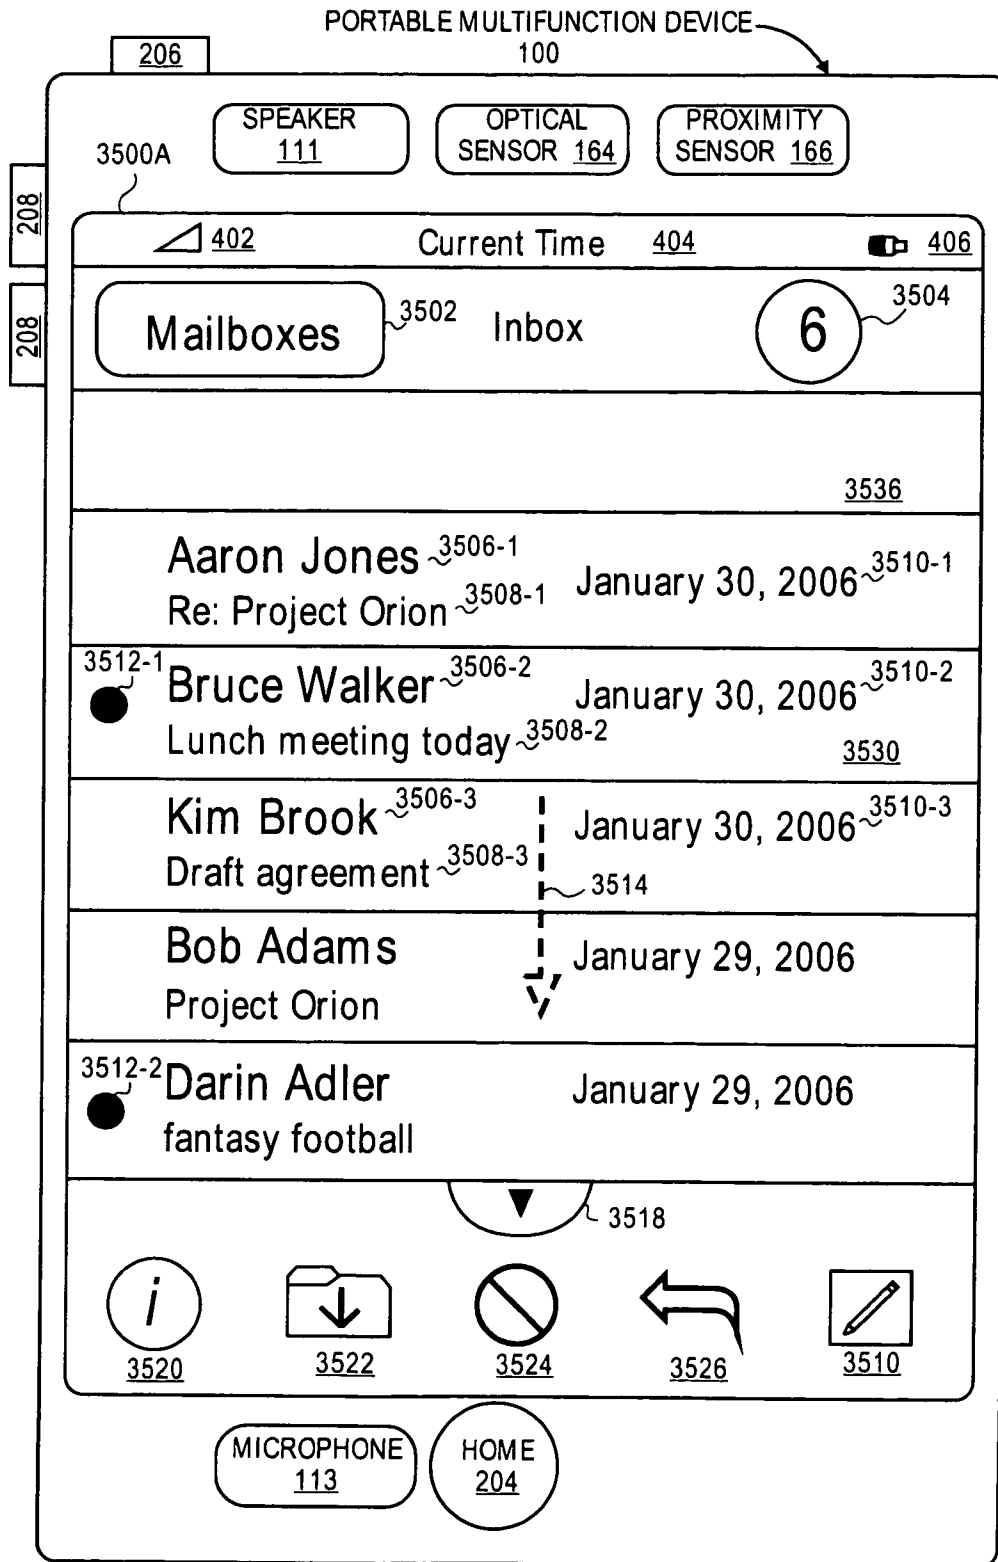 PORTABLE MULTIFUNCTION DEVICE
100
206
SPEAKER
111
OPTICAL
SENSOR 164
PROXIMITY
SENSOR 166
3500A
208
208
402
Current Time 404
406
Mailboxes
3502
Inbox
6
3504
3536
Aaron Jones 3506-1
Re: Project Orion 3508-1
January 30, 2006 3510-1
3512-1
Bruce Walker 3506-2
Lunch meeting today 3508-2
January 30, 2006 3510-2
3530
Kim Brook 3506-3
Draft agreement 3508-3
January 30, 2006 3510-3
3514
Bob Adams
Project Orion
January 29, 2006
3512-2
Darin Adler
fantasy football
January 29, 2006
3518
i
3520
3522
3524
3526
3510
MICROPHONE
113
HOME
204